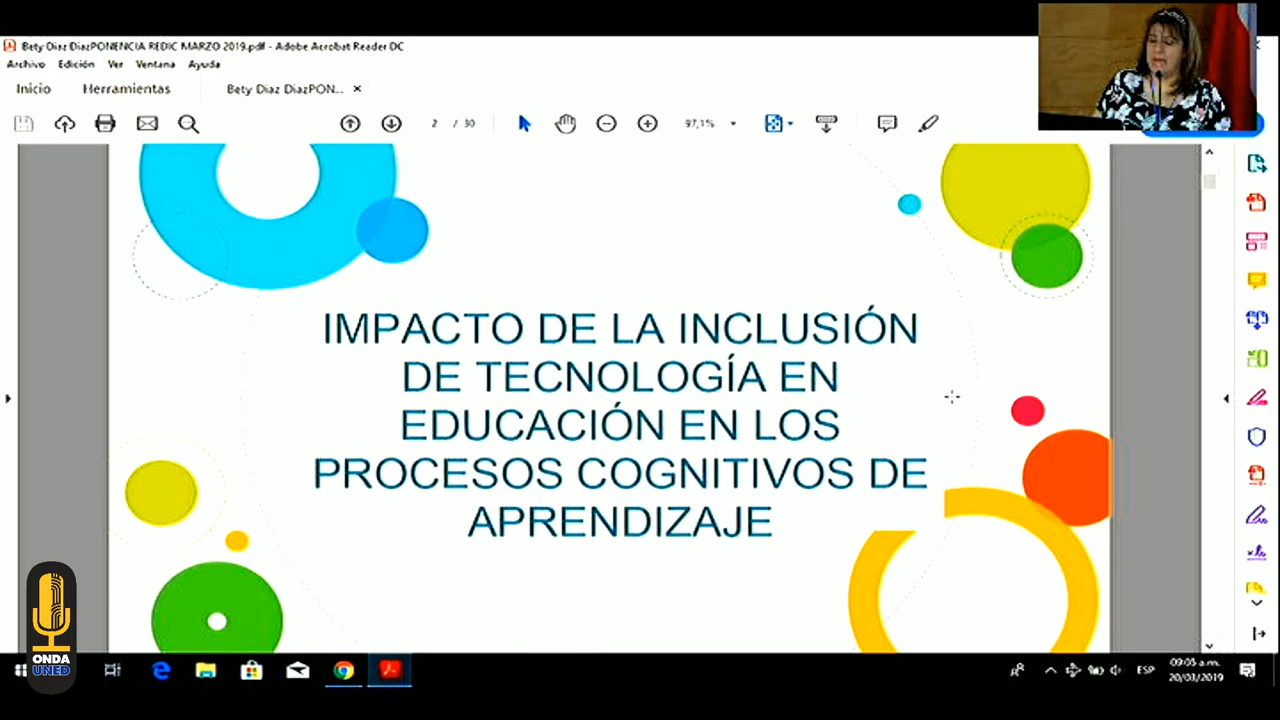 Bety Diaz DiazPONENCIA REDIC MARZO 2019.pdf - Adobe Acrobat Reader DC
Archivo Edición Ver Ventana Ayuda
Inicio Herramientas Bety Diaz DiazPON... ×
2 / 30 97,1%
IMPACTO DE LA INCLUSIÓN
DE TECNOLOGÍA EN
EDUCACIÓN EN LOS
PROCESOS COGNITIVOS DE
APRENDIZAJE
ONDA
UNED
ESP
09:05 a.m.
20/03/2019